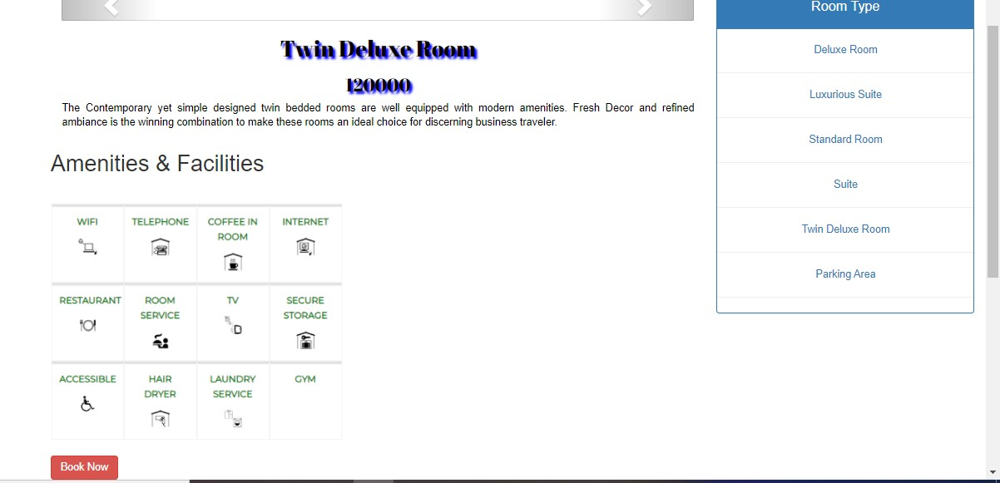 Room Type
Twin Deluxe Room
120000
The Contemporary yet simple designed twin bedded rooms are well equipped with modern amenities. Fresh Decor and refined
ambiance is the winning combination to make these rooms an ideal choice for discerning business traveler.
Amenities & Facilities
WIFI
TELEPHONE
COFFEE IN
ROOM
INTERNET
RESTAURANT
ROOM
SERVICE
TV
SECURE
STORAGE
ACCESSIBLE
HAIR
DRYER
LAUNDRY
SERVICE
GYM
Book Now
Deluxe Room
Luxurious Suite
Standard Room
Suite
Twin Deluxe Room
Parking Area